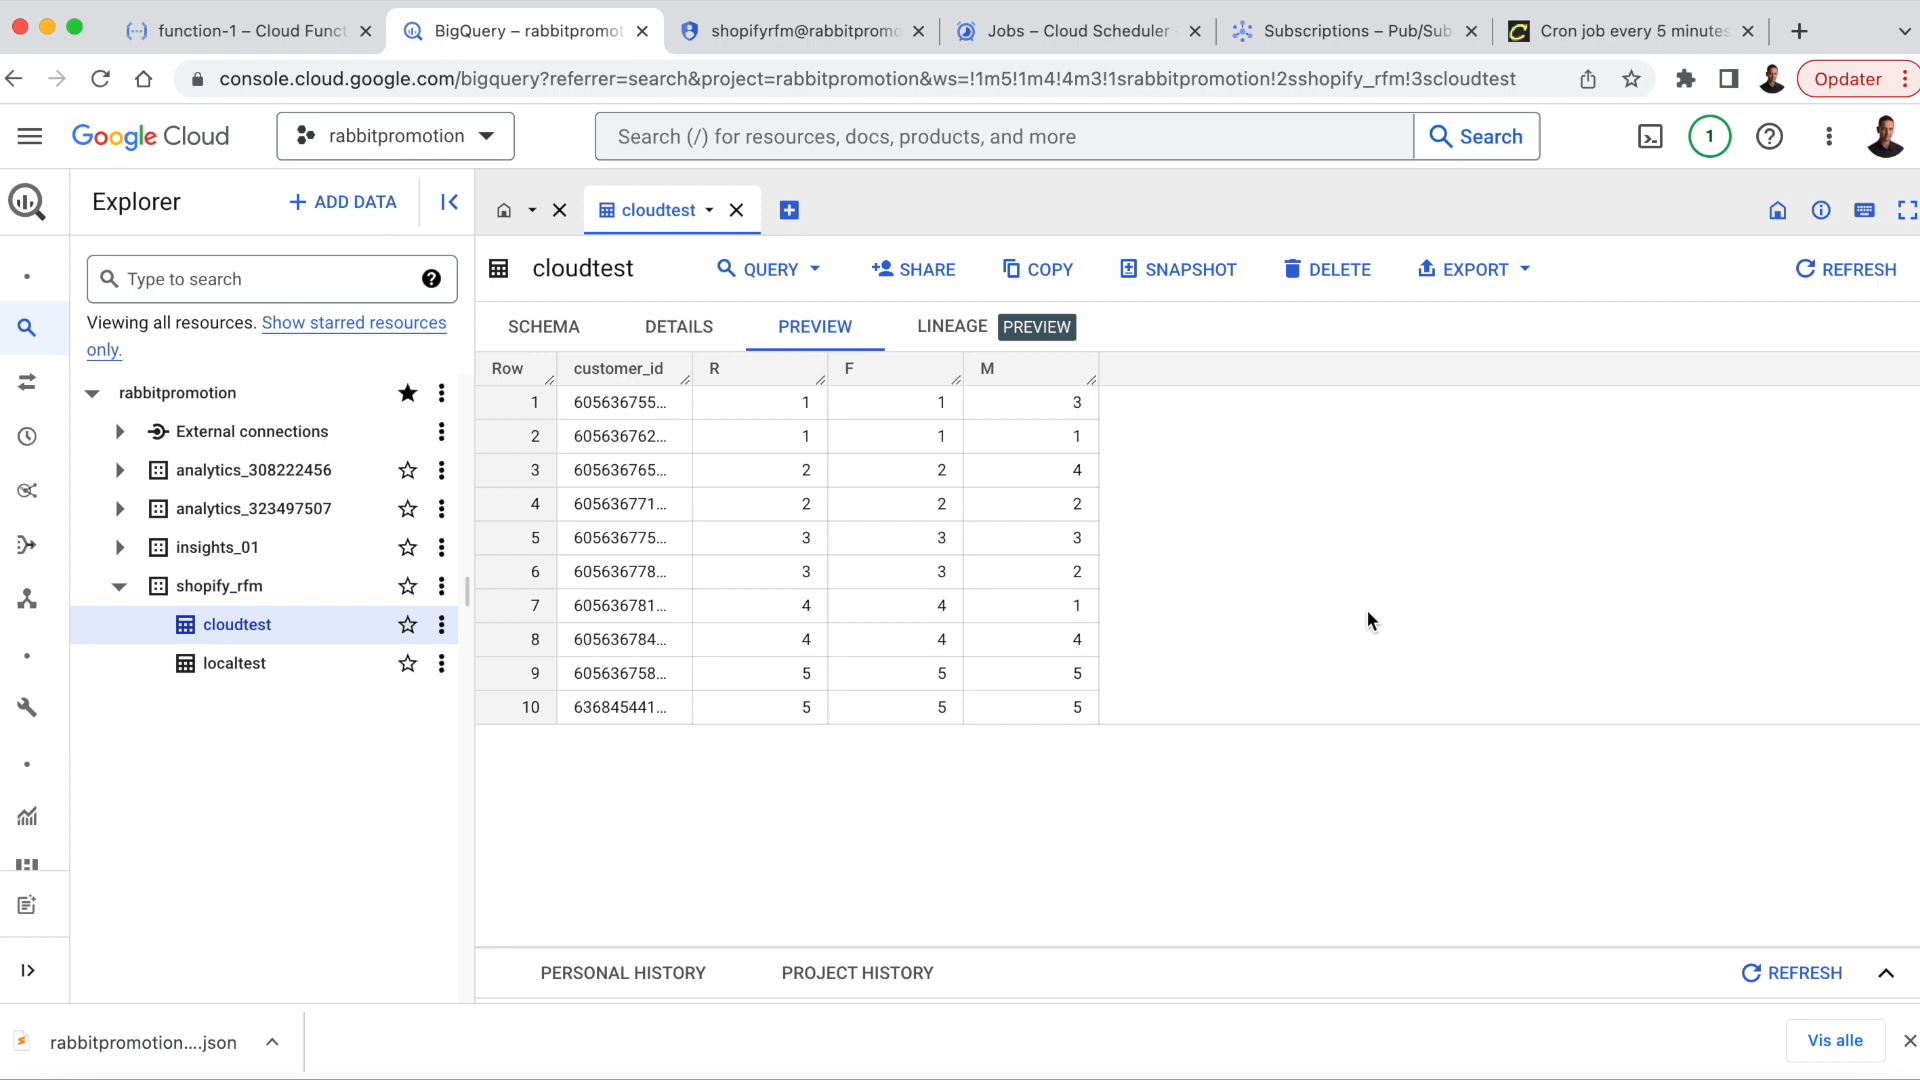 function-1 – Cloud Funct
BigQuery – rabbitpromot
shopifyrfm@rabbitpromo
Jobs – Cloud Scheduler
Subscriptions – Pub/Sub
Cron job every 5 minutes
console.cloud.google.com/bigquery?referrer=search&project=rabbitpromotion&ws=!1m5!1m4!4m3!1srabbitpromotion!2sshopify_rfm!3scloudtest
Opdater
Google Cloud
rabbitpromotion
Search (/) for resources, docs, products, and more
Search
1
Explorer
+ ADD DATA
cloudtest
Type to search
Viewing all resources. Show starred resources
only.
rabbitpromotion
External connections
analytics_308222456
analytics_323497507
insights_01
shopify_rfm
cloudtest
localtest
cloudtest
QUERY
SHARE
COPY
SNAPSHOT
DELETE
EXPORT
REFRESH
SCHEMA
DETAILS
PREVIEW
LINEAGE
PREVIEW
Row customer_id R F M
1 605636755... 1 1 3
2 605636762... 1 1 1
3 605636765... 2 2 4
4 605636771... 2 2 2
5 605636775... 3 3 3
6 605636778... 3 3 2
7 605636781... 4 4 1
8 605636784... 4 4 4
9 605636758... 5 5 5
10 636845441... 5 5 5
PERSONAL HISTORY
PROJECT HISTORY
REFRESH
rabbitpromotion....json
Vis alle